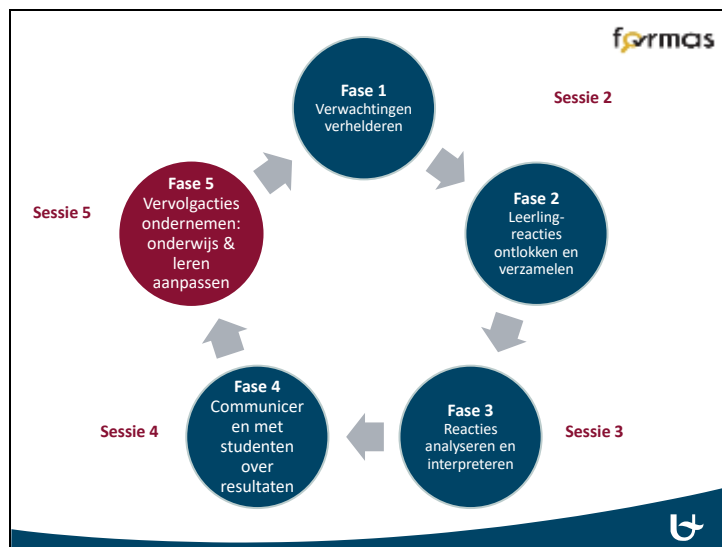 formas
Fase 1
Verwachtingen
verhelderen
Sessie 2
Fase 2
Leerling-
reacties
ontlokken en
verzamelen
Fase 3
Reacties
analyseren en
interpreteren
Sessie 3
Fase 4
Communicer
en met
studenten
over
resultaten
Sessie 4
Fase 5
Vervolgacties
ondernemen:
onderwijs &
leren
aanpassen
Sessie 5